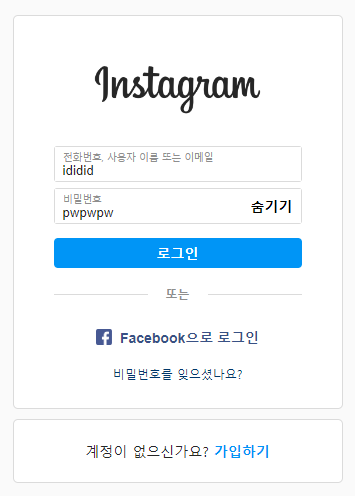 Instagram
전화번호, 사용자 이름 또는 이메일
ididid
비밀번호
pwpwpw 숨기기
로그인
또는
Facebook으로 로그인
비밀번호를 잊으셨나요?
계정이 없으신가요? 가입하기